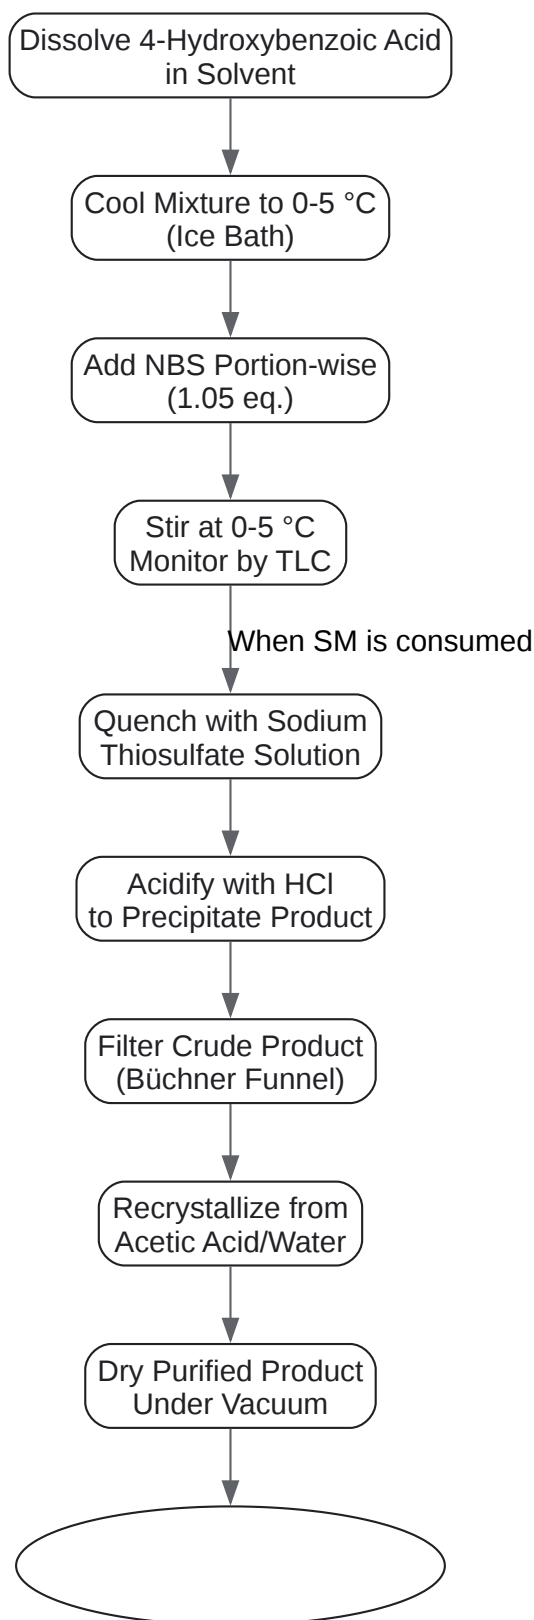 Dissolve 4-Hydroxybenzoic Acid
in Solvent
Cool Mixture to 0-5 °C
(Ice Bath)
Add NBS Portion-wise
(1.05 eq.)
Stir at 0-5 °C
Monitor by TLC
When SM is consumed
Quench with Sodium
Thiosulfate Solution
Acidify with HCl
to Precipitate Product
Filter Crude Product
(Büchner Funnel)
Recrystallize from
Acetic Acid/Water
Dry Purified Product
Under Vacuum